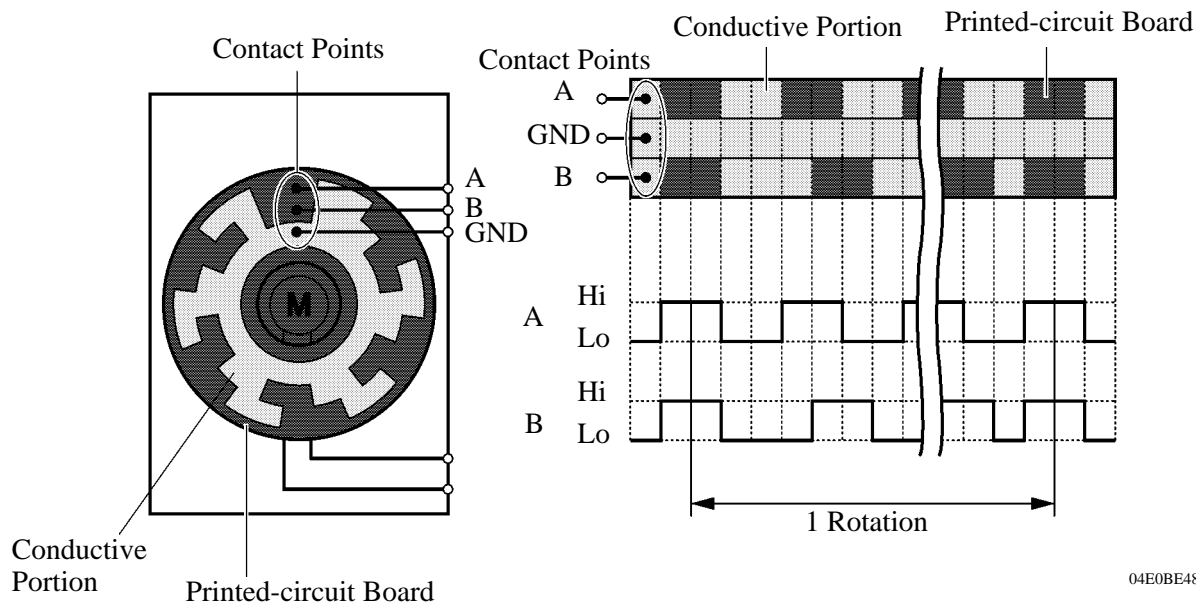 Contact Points
A
B
GND
M
Conductive
Portion
Printed-circuit Board
Conductive Portion
Printed-circuit Board
Contact Points
A
GND
B
Hi
A
Lo
Hi
B
Lo
1 Rotation
04E0BE48